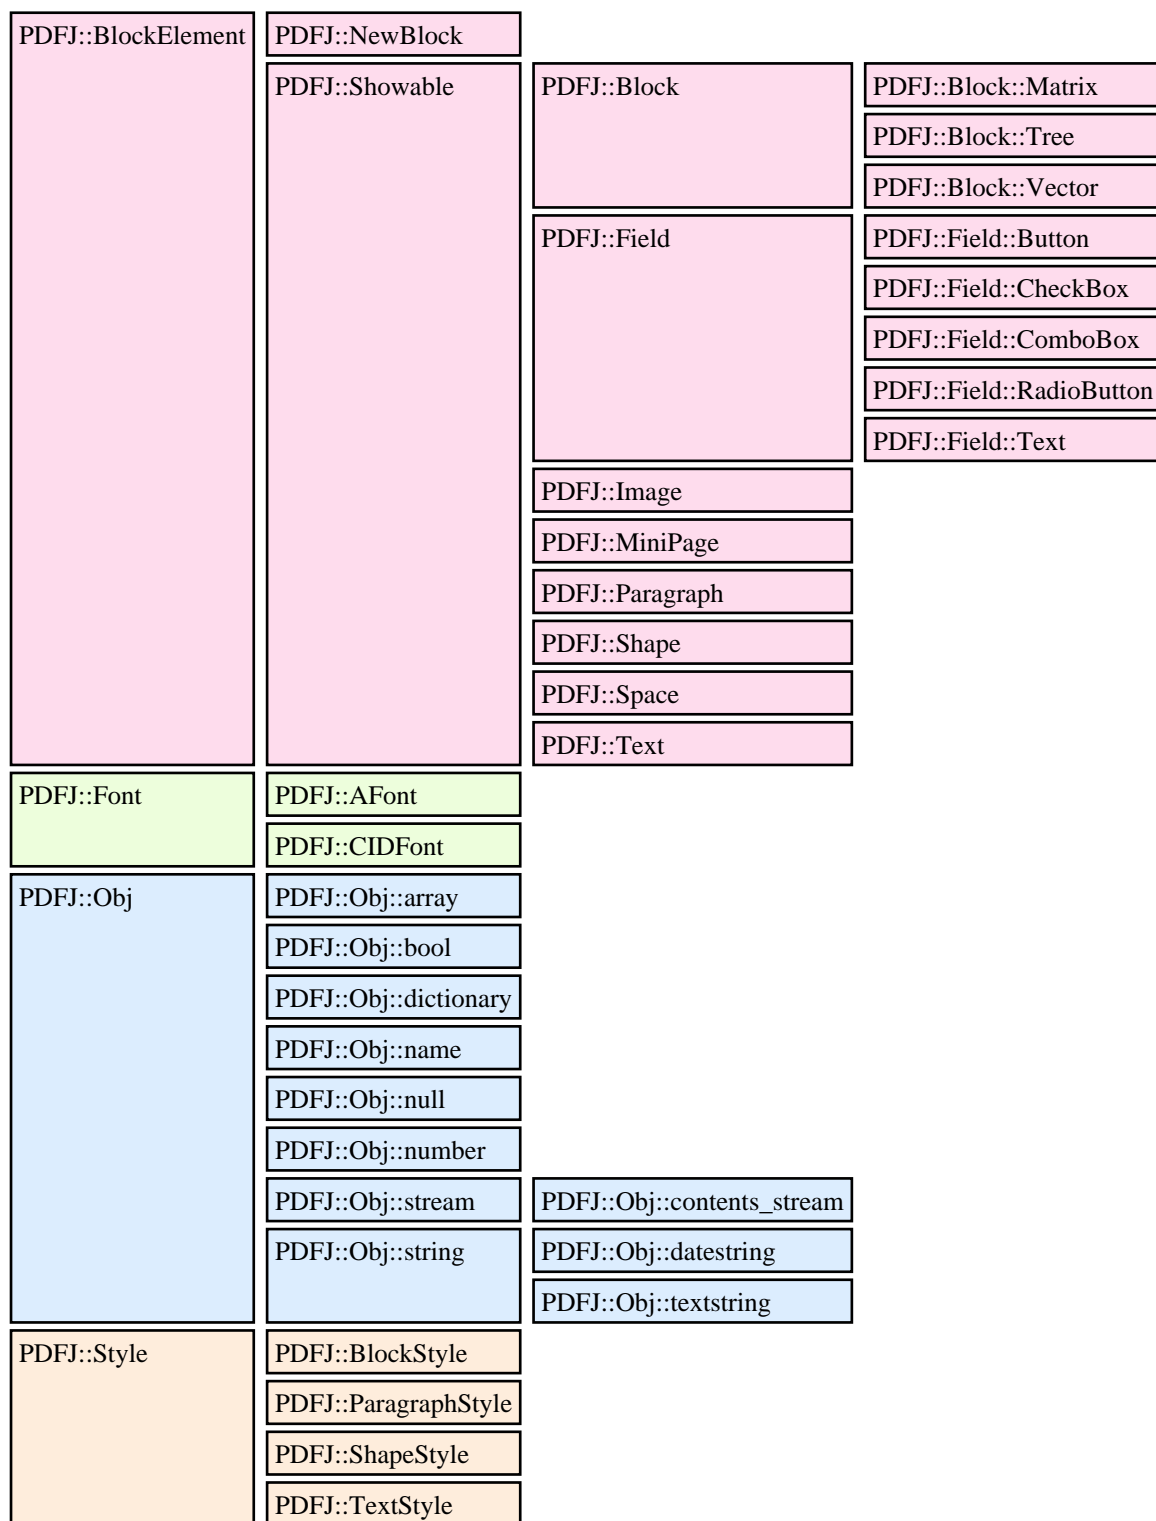 PDFJ::BlockElement
PDFJ::NewBlock
PDFJ::Showable
PDFJ::Block
PDFJ::Block::Matrix
PDFJ::Block::Tree
PDFJ::Block::Vector
PDFJ::Field
PDFJ::Field::Button
PDFJ::Field::CheckBox
PDFJ::Field::ComboBox
PDFJ::Field::RadioButton
PDFJ::Field::Text
PDFJ::Image
PDFJ::MiniPage
PDFJ::Paragraph
PDFJ::Shape
PDFJ::Space
PDFJ::Text
PDFJ::Font
PDFJ::AFont
PDFJ::CIDFont
PDFJ::Obj
PDFJ::Obj::array
PDFJ::Obj::bool
PDFJ::Obj::dictionary
PDFJ::Obj::name
PDFJ::Obj::null
PDFJ::Obj::number
PDFJ::Obj::stream
PDFJ::Obj::contents_stream
PDFJ::Obj::string
PDFJ::Obj::datestring
PDFJ::Obj::textstring
PDFJ::Style
PDFJ::BlockStyle
PDFJ::ParagraphStyle
PDFJ::ShapeStyle
PDFJ::TextStyle